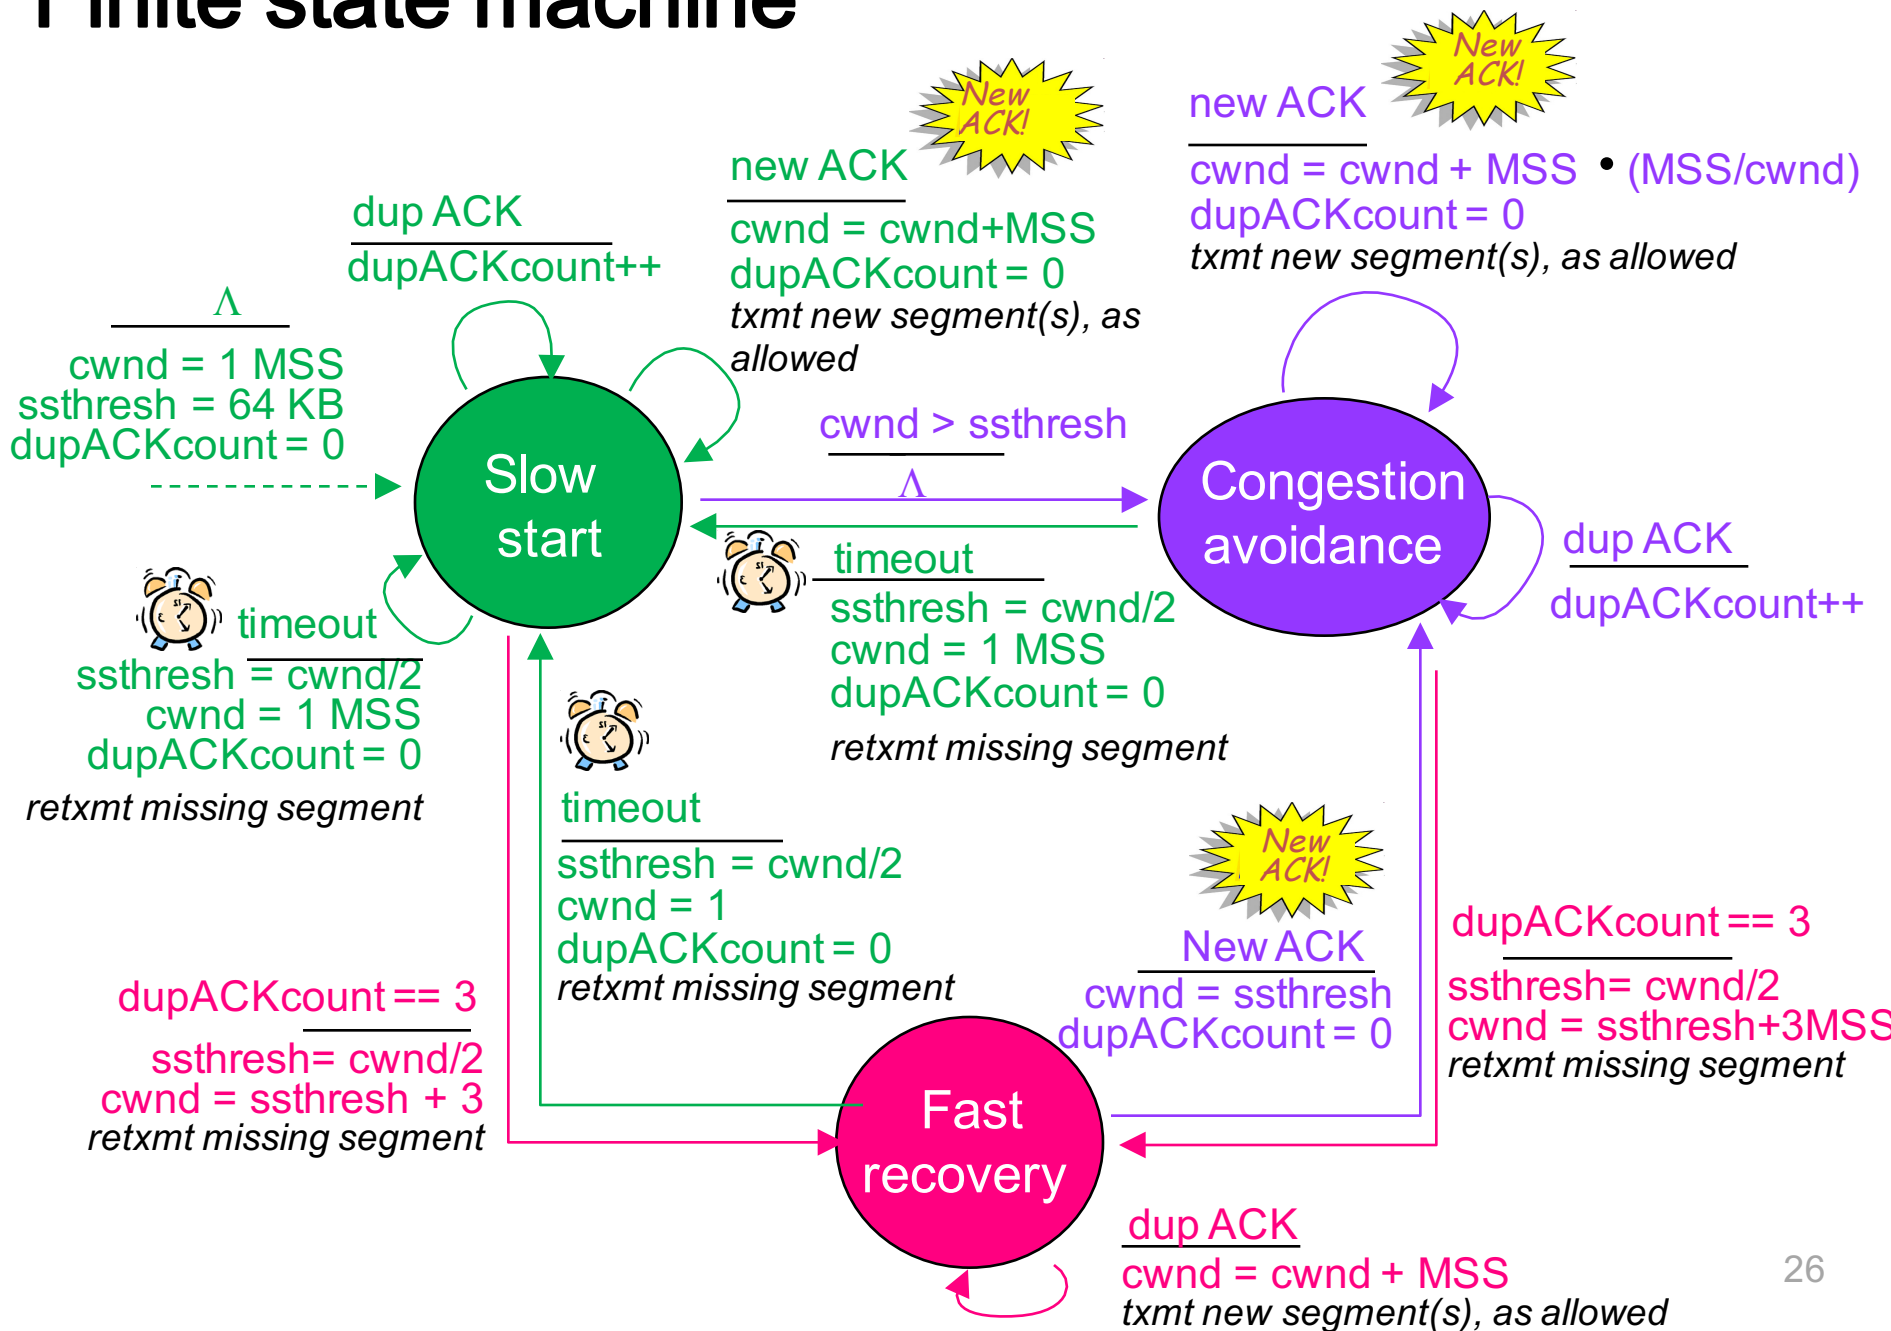 Finite state machine
New
ACK!
new ACK
cwnd = cwnd + MSS • (MSS/cwnd)
dupACKcount = 0
txmt new segment(s), as allowed
New
ACK!
new ACK
cwnd = cwnd+MSS
dupACKcount = 0
txmt new segment(s), as
allowed
dup ACK
dupACKcount++
Λ
cwnd = 1 MSS
ssthresh = 64 KB
dupACKcount = 0
Slow
start
cwnd > ssthresh
Λ
Congestion
avoidance
dup ACK
dupACKcount++
timeout
ssthresh = cwnd/2
cwnd = 1 MSS
dupACKcount = 0
retxmt missing segment
timeout
ssthresh = cwnd/2
cwnd = 1 MSS
dupACKcount = 0
retxmt missing segment
timeout
ssthresh = cwnd/2
cwnd = 1
dupACKcount = 0
retxmt missing segment
New
ACK!
New ACK
cwnd = ssthresh
dupACKcount = 0
dupACKcount == 3
ssthresh= cwnd/2
cwnd = ssthresh+3MSS
retxmt missing segment
dupACKcount == 3
ssthresh= cwnd/2
cwnd = ssthresh + 3
retxmt missing segment
Fast
recovery
dup ACK
cwnd = cwnd + MSS
txmt new segment(s), as allowed
26